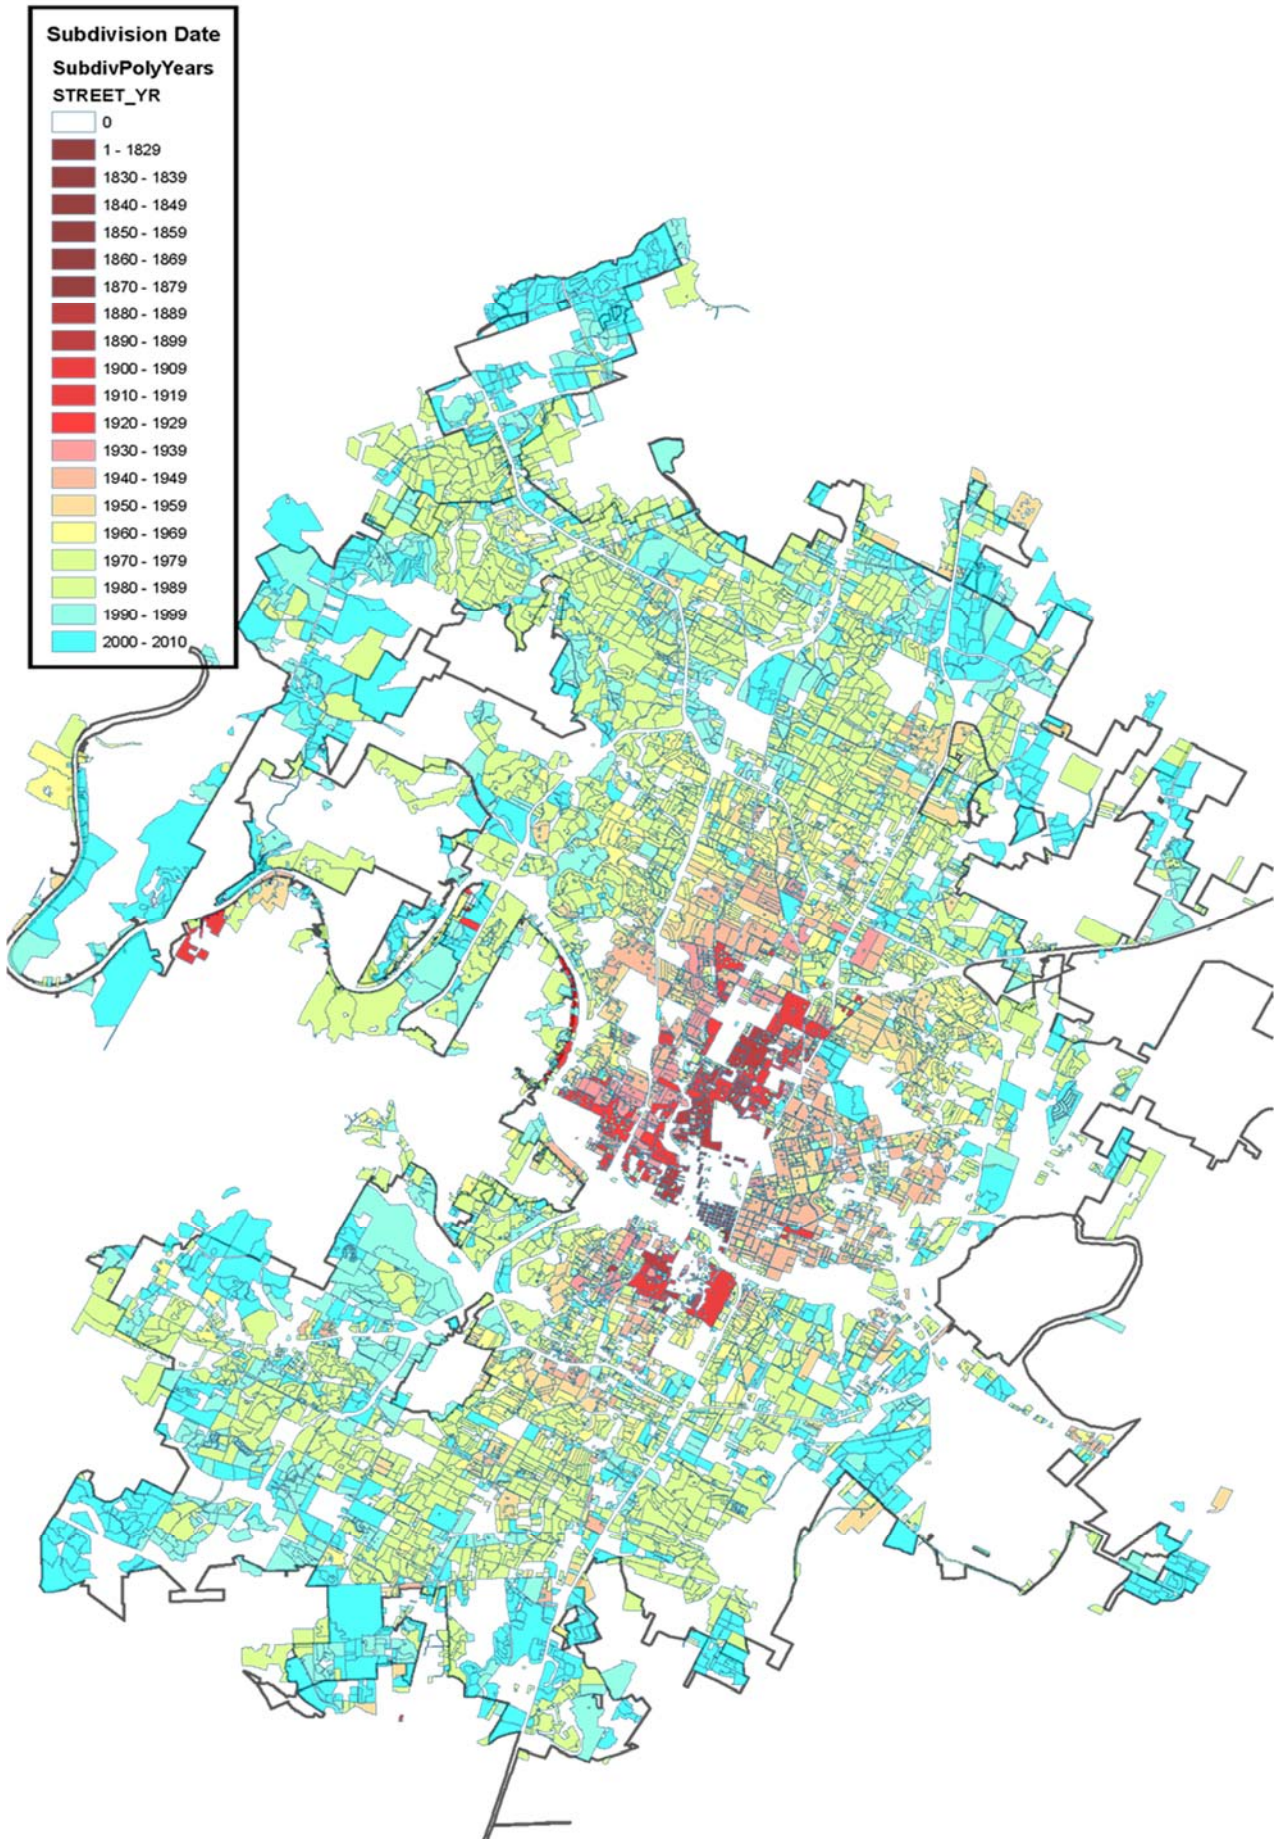 Subdivision Date
SubdivPolyYears
STREET_YR
0
1 - 1829
1830 - 1839
1840 - 1849
1850 - 1859
1860 - 1869
1870 - 1879
1880 - 1889
1890 - 1899
1900 - 1909
1910 - 1919
1920 - 1929
1930 - 1939
1940 - 1949
1950 - 1959
1960 - 1969
1970 - 1979
1980 - 1989
1990 - 1999
2000 - 2010